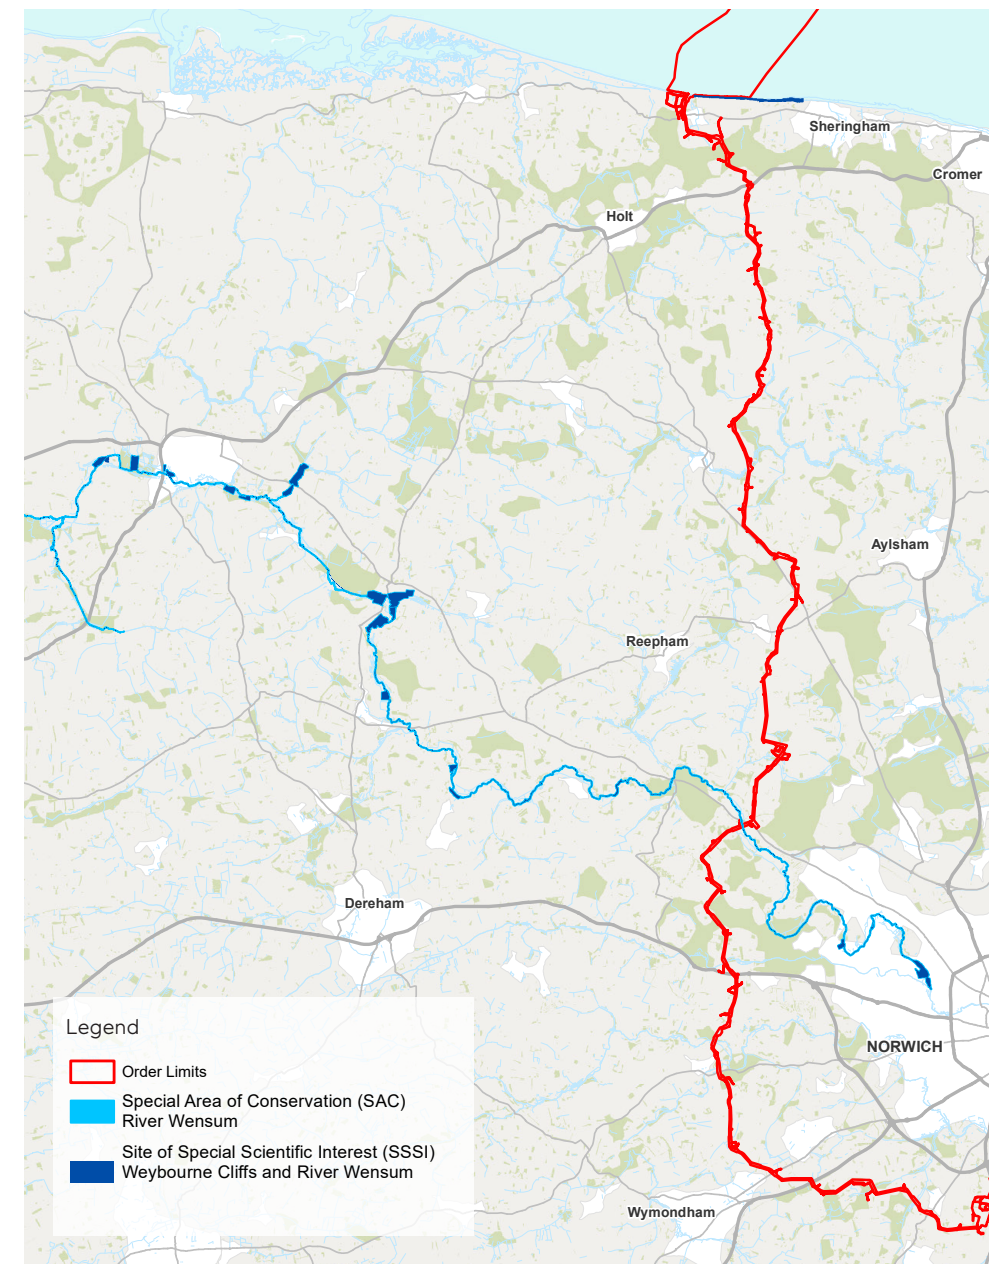 Sheringham
Cromer
Holt
Aylsham
Reepham
Dereham
NORWICH
Wymondham
Legend
Order Limits
Special Area of Conservation (SAC)
River Wensum
Site of Special Scientific Interest (SSSI)
Weybourne Cliffs and River Wensum